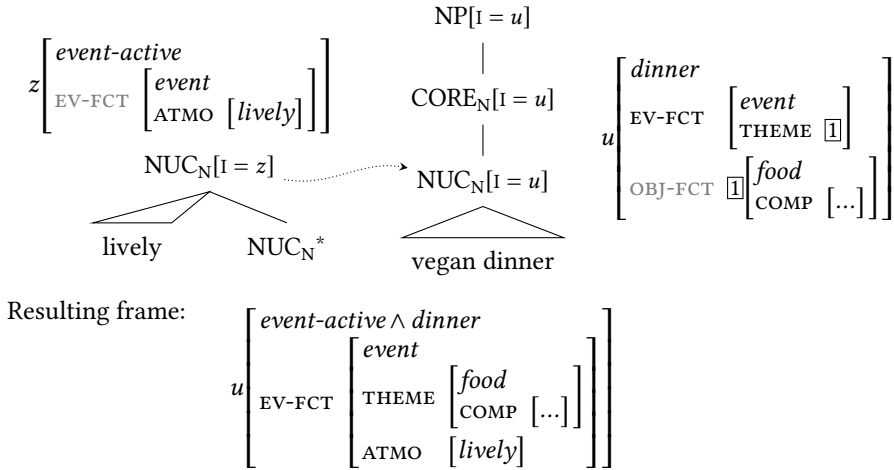 NP[I = u]
z[event-active
EV-FCT [event
ATMO [lively]]]
CORE_N[I = u]
u[dinner
EV-FCT [event
THEME 1]
OBJ-FCT 1[food
COMP [...]]]
NUC_N[I = z]
NUC_N[I = u]
lively NUC_N*
vegan dinner
Resulting frame:
u[event-active ∧ dinner
EV-FCT [event
THEME [food
COMP [...]]
ATMO [lively]]]